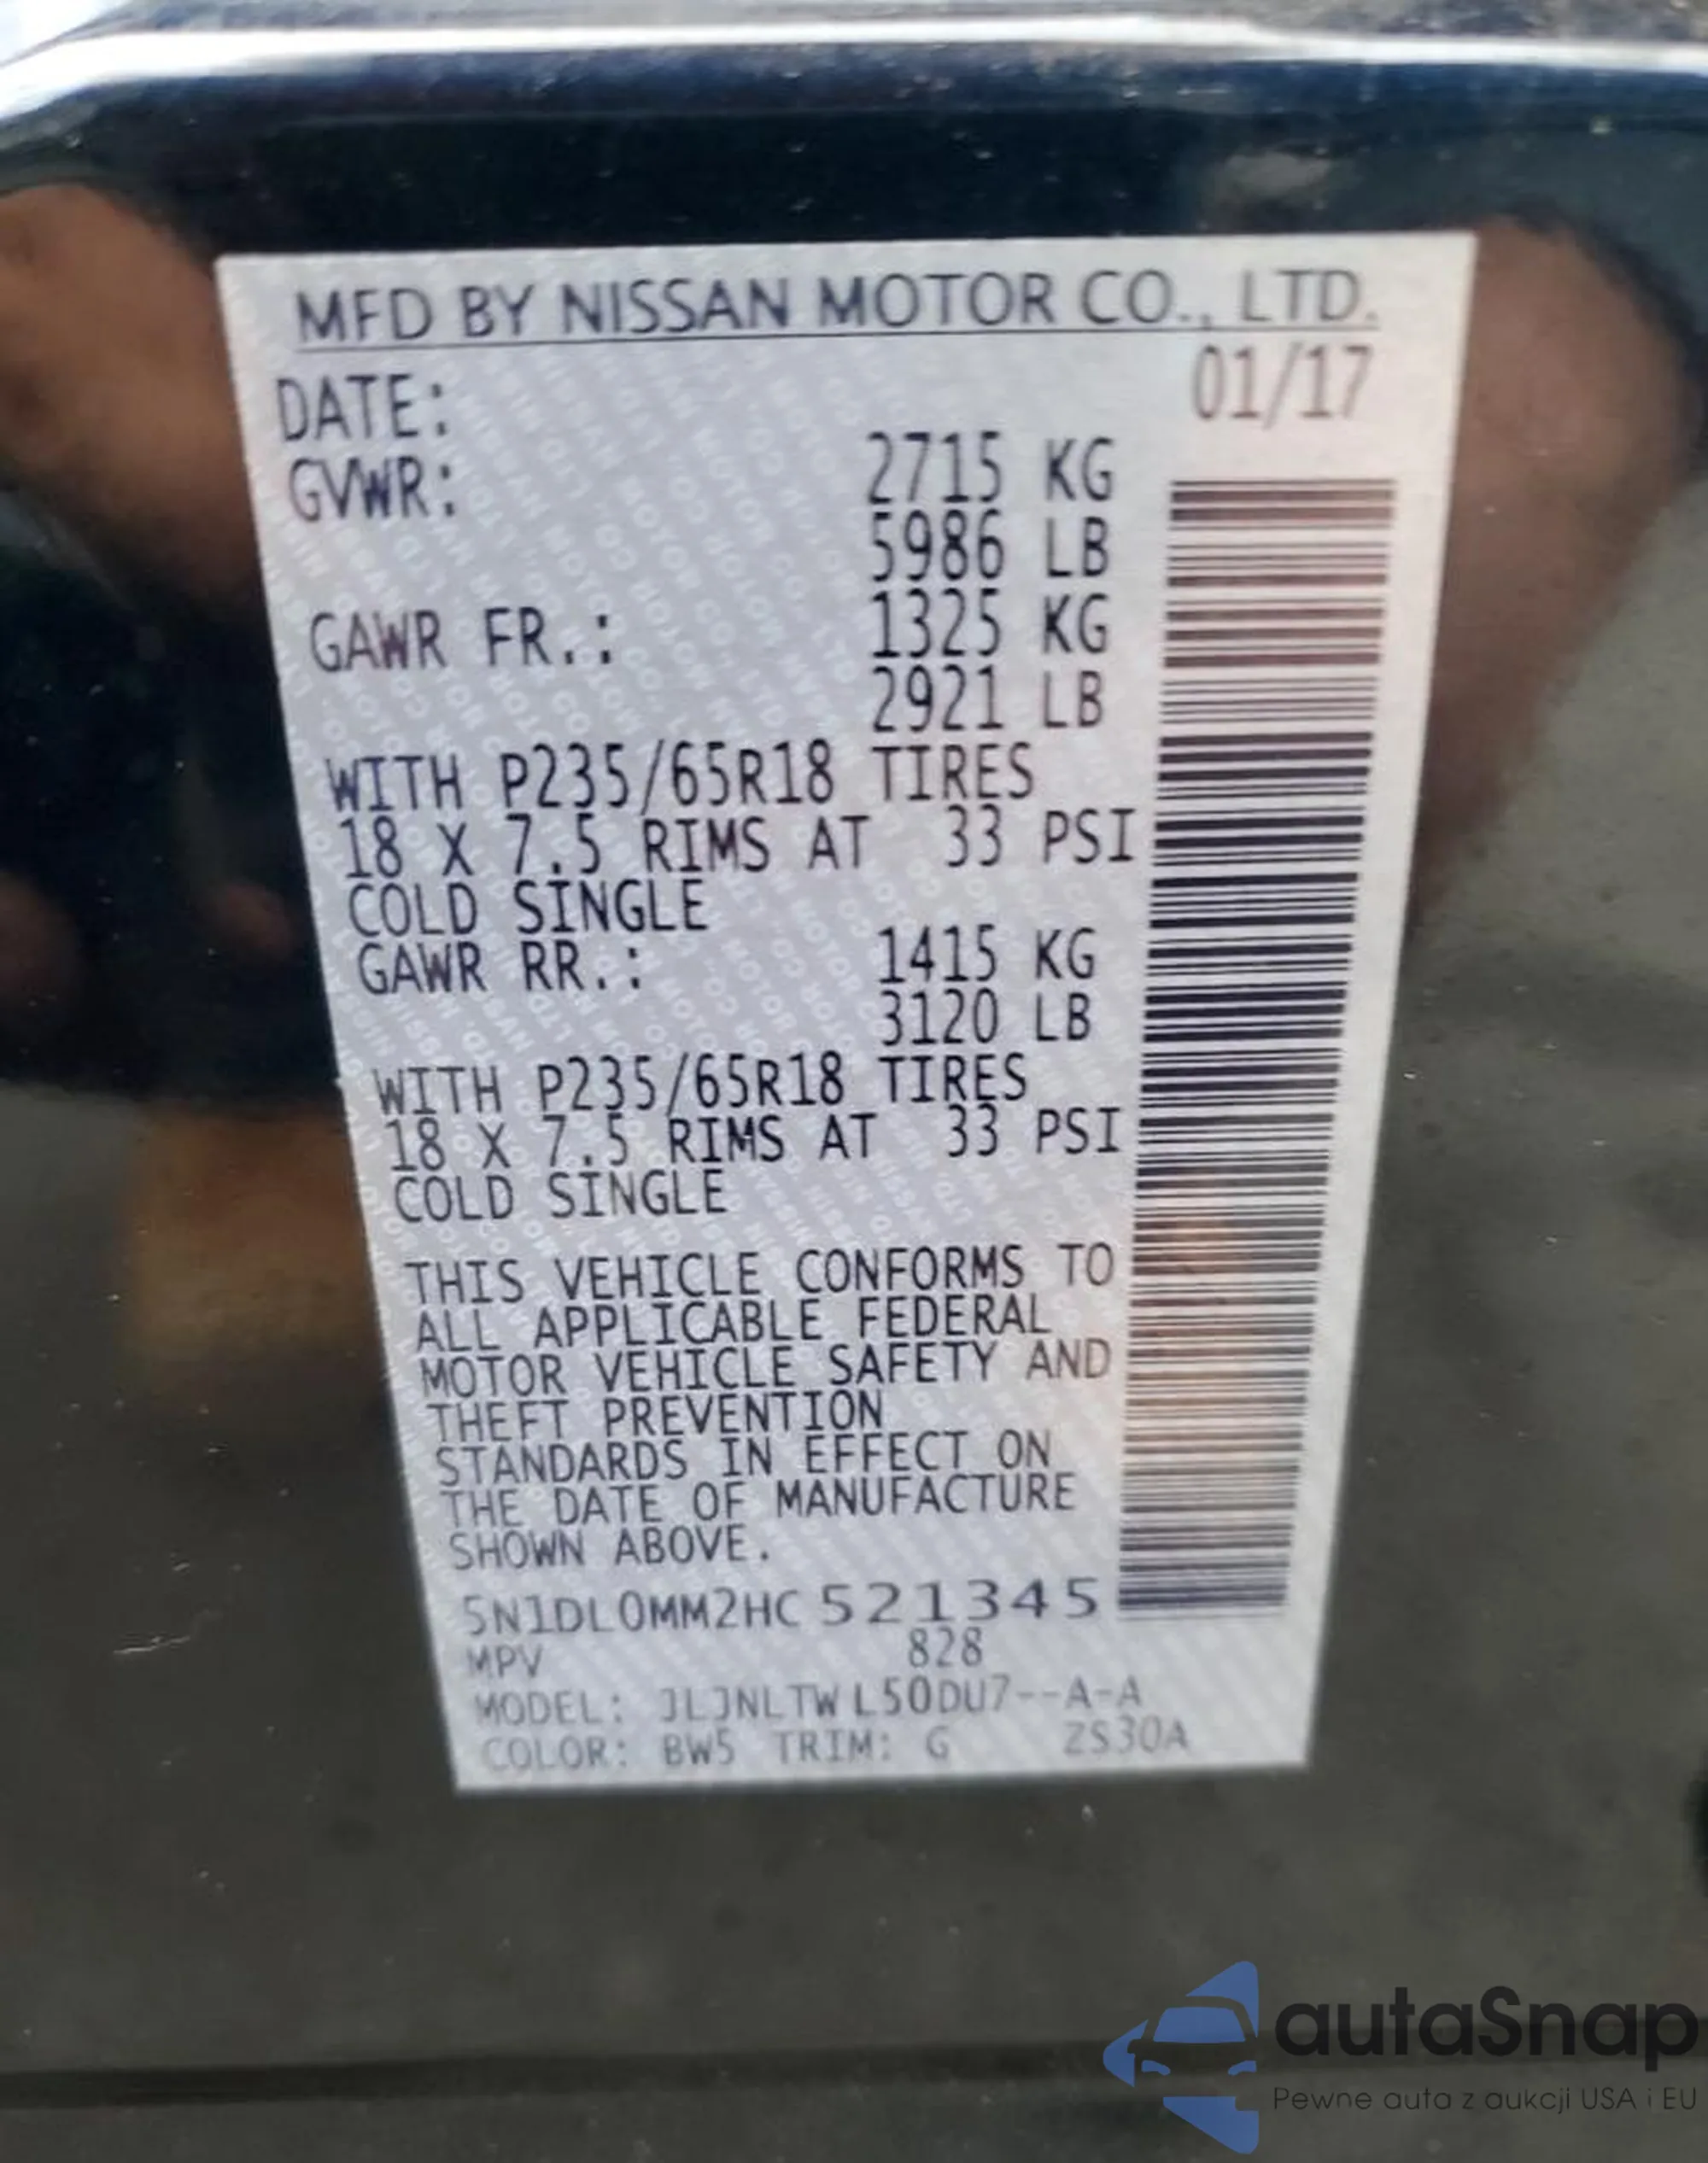 MFD BY NISSAN MOTOR CO., LTD.
DATE: 01/17
GVWR: 2715 KG
5986 LB
GAWR FR.: 1325 KG
2921 LB
WITH P235/65R18 TIRES
18 X 7.5 RIMS AT 33 PSI
COLD SINGLE
GAWR RR.: 1415 KG
3120 LB
WITH P235/65R18 TIRES
18 X 7.5 RIMS AT 33 PSI
COLD SINGLE
THIS VEHICLE CONFORMS TO
ALL APPLICABLE FEDERAL
MOTOR VEHICLE SAFETY AND
THEFT PREVENTION
STANDARDS IN EFFECT ON
THE DATE OF MANUFACTURE
SHOWN ABOVE.
5N1DL0MM2HC521345
MPV 828
MODEL: JLJNLTWL50DU7--A-A
COLOR: BW5 TRIM: G ZS30A
autaSnap
Pewne auta z aukcji USA i EU